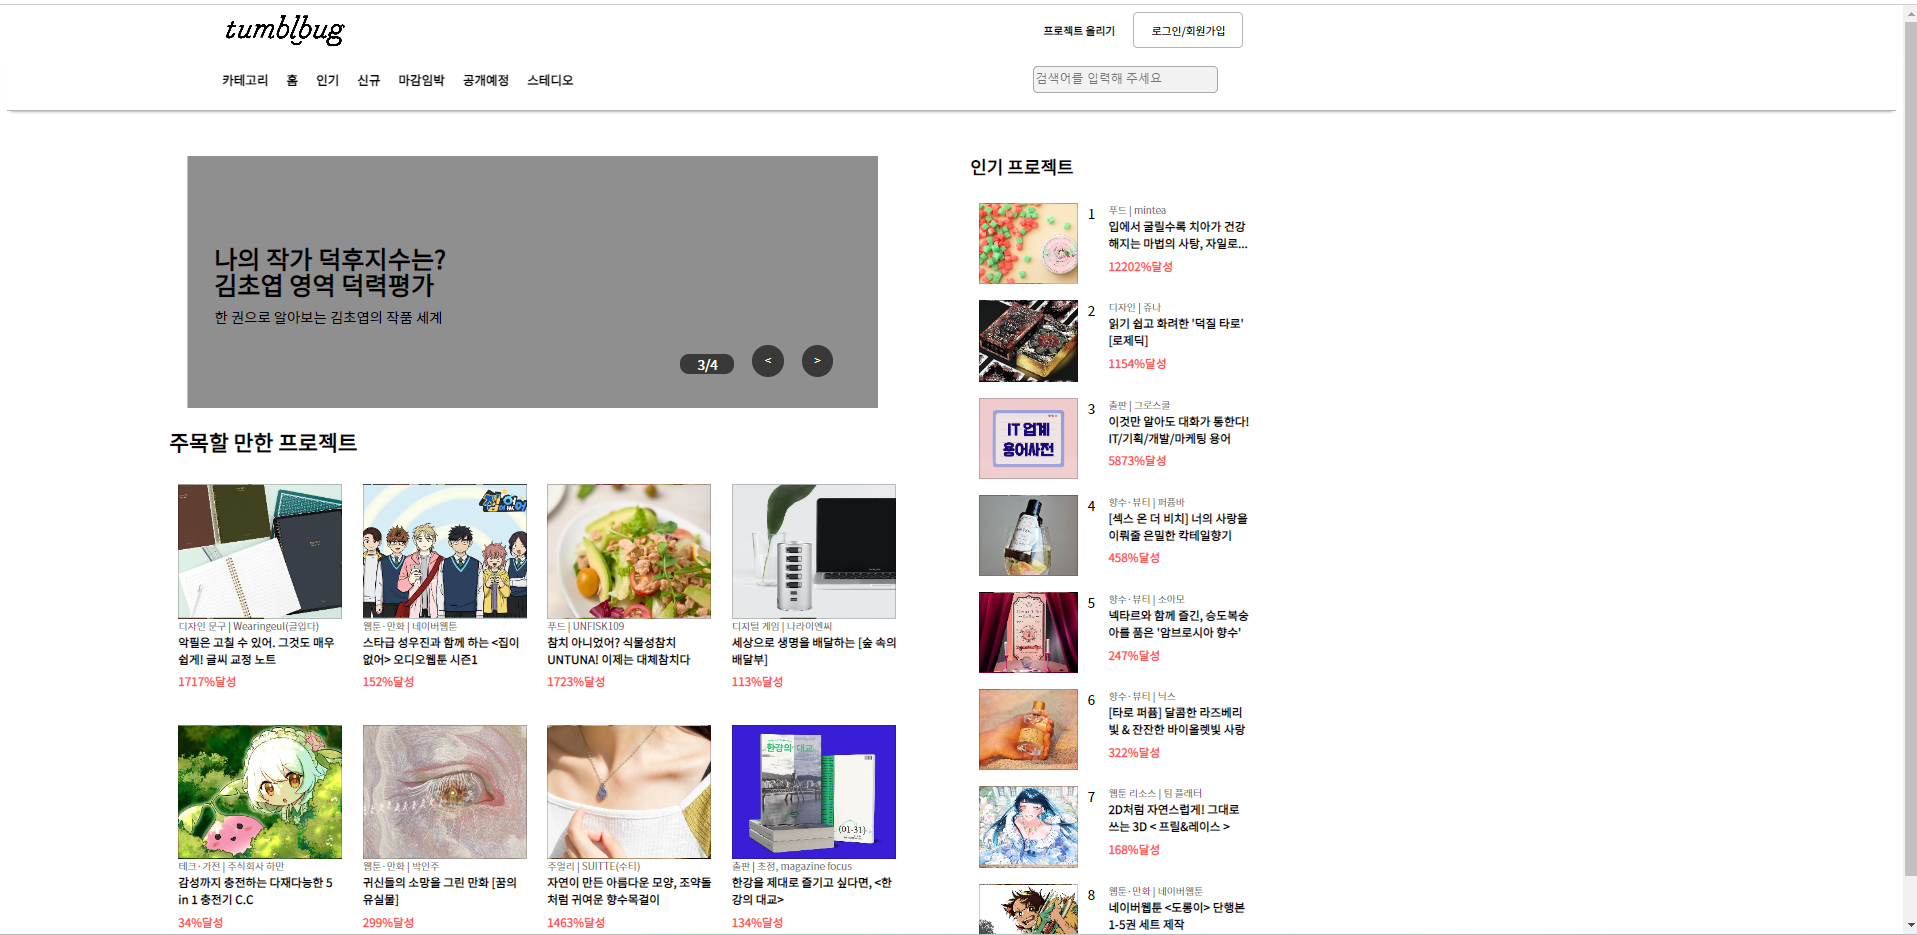 tumblbug
프로젝트 올리기
로그인/회원가입
카테고리 홈 인기 신규 마감임박 공개예정 스테디오
검색어를 입력해 주세요
나의 작가 덕후지수는?
김초엽 영역 덕력평가
한 권으로 알아보는 김초엽의 작품 세계
3/4
<
>
주목할 만한 프로젝트
디자인 문구 | Wearingeul(글입다)
악필은 고칠 수 있어. 그것도 매우
쉽게! 글씨 교정 노트
1717%달성
집이
없어
웹툰·만화 | 네이버웹툰
스타급 성우진과 함께 하는 <집이
없어> 오디오웹툰 시즌1
152%달성
푸드 | UNFISK109
참치 아니었어? 식물성참치
UNTUNA! 이제는 대체참치다
1723%달성
디지털 게임 | 나라이엔씨
세상으로 생명을 배달하는 [숲 속의
배달부]
113%달성
테크·가전 | 주식회사 하만
감성까지 충전하는 다재다능한 5
in 1 충전기 C.C
34%달성
웹툰·만화 | 박인주
귀신들의 소망을 그린 만화 [꿈의
유실물]
299%달성
주얼리 | SUITTE(수티)
자연이 만든 아름다운 모양, 조약돌
처럼 귀여운 향수목걸이
1463%달성
한강의 대교
(01-31)
출판 | 초점, magazine focus
한강을 제대로 즐기고 싶다면, <한
강의 대교>
134%달성
인기 프로젝트
1
푸드 | mintea
입에서 굴릴수록 치아가 건강
해지는 마법의 사탕, 자일로...
12202%달성
2
디자인 | 쥬나
읽기 쉽고 화려한 '덕질 타로'
[로제딕]
1154%달성
IT 업계
용어사전
3
출판 | 그로스쿨
이것만 알아도 대화가 통한다!
IT/기획/개발/마케팅 용어
5873%달성
4
향수·뷰티 | 퍼퓸바
[섹스 온 더 비치] 너의 사랑을
이뤄줄 은밀한 칵테일향기
458%달성
5
향수·뷰티 | 소아모
넥타르와 함께 즐긴, 승도복숭
아를 품은 '암브로시아 향수'
247%달성
6
향수·뷰티 | 닉스
[타로 퍼퓸] 달콤한 라즈베리
빛 & 잔잔한 바이올렛빛 사랑
322%달성
7
웹툰 리소스 | 팀 플래터
2D처럼 자연스럽게! 그대로
쓰는 3D < 프릴&레이스 >
168%달성
8
웹툰·만화 | 네이버웹툰
네이버웹툰 <도롱이> 단행본
1-5권 세트 제작